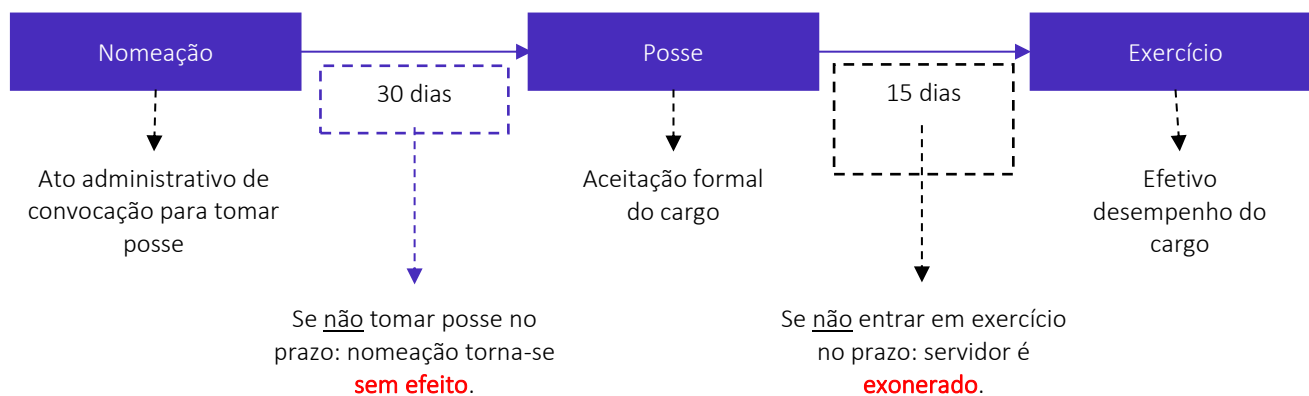 Nomeação
Posse
Exercício
30 dias
15 dias
Ato administrativo de
convocação para tomar
posse
Aceitação formal
do cargo
Efetivo
desempenho do
cargo
Se não tomar posse no
prazo: nomeação torna-se
sem efeito.
Se não entrar em exercício
no prazo: servidor é
exonerado.